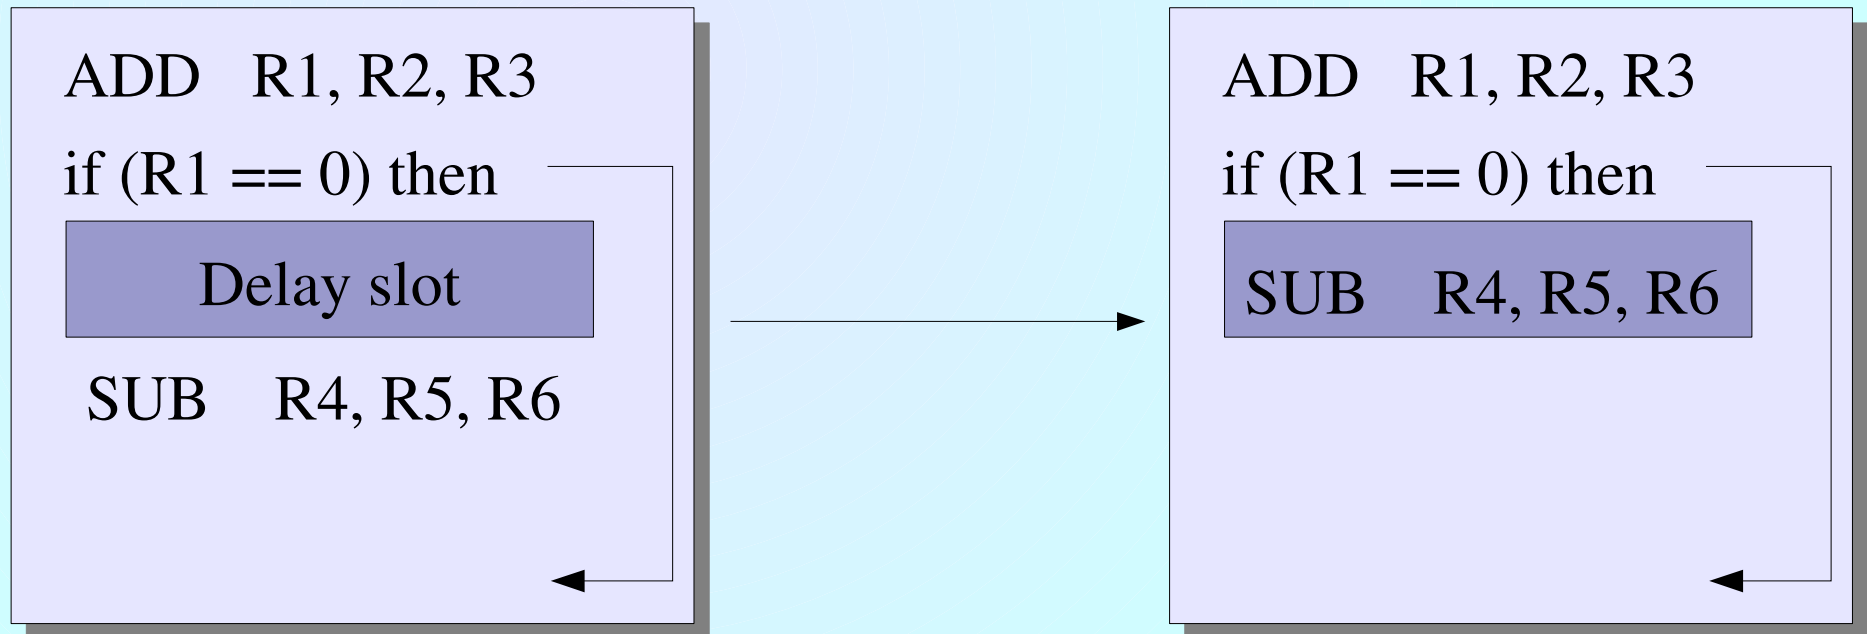 ADD R1, R2, R3
if (R1 == 0) then
Delay slot
SUB R4, R5, R6
ADD R1, R2, R3
if (R1 == 0) then
SUB R4, R5, R6